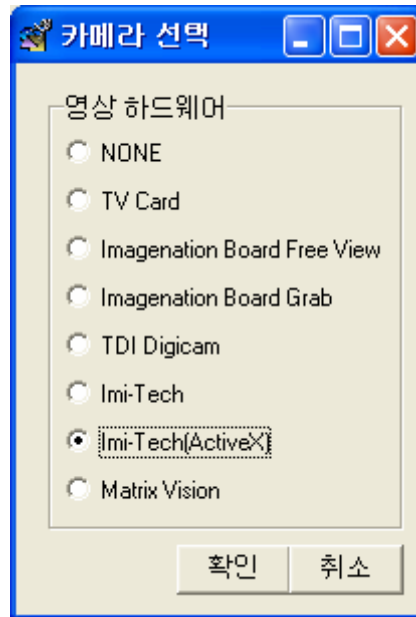 카메라 선택
영상 하드웨어
NONE
TV Card
Imagenation Board Free View
Imagenation Board Grab
TDI Digicam
Imi-Tech
Imi-Tech(ActiveX)
Matrix Vision
확인 취소